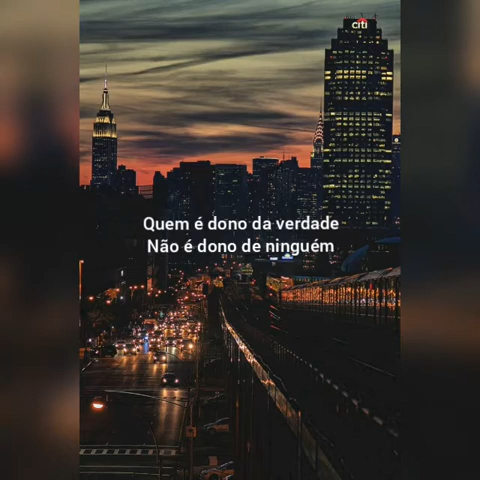 citi
Quem é dono da verdade
Não é dono de ninguém